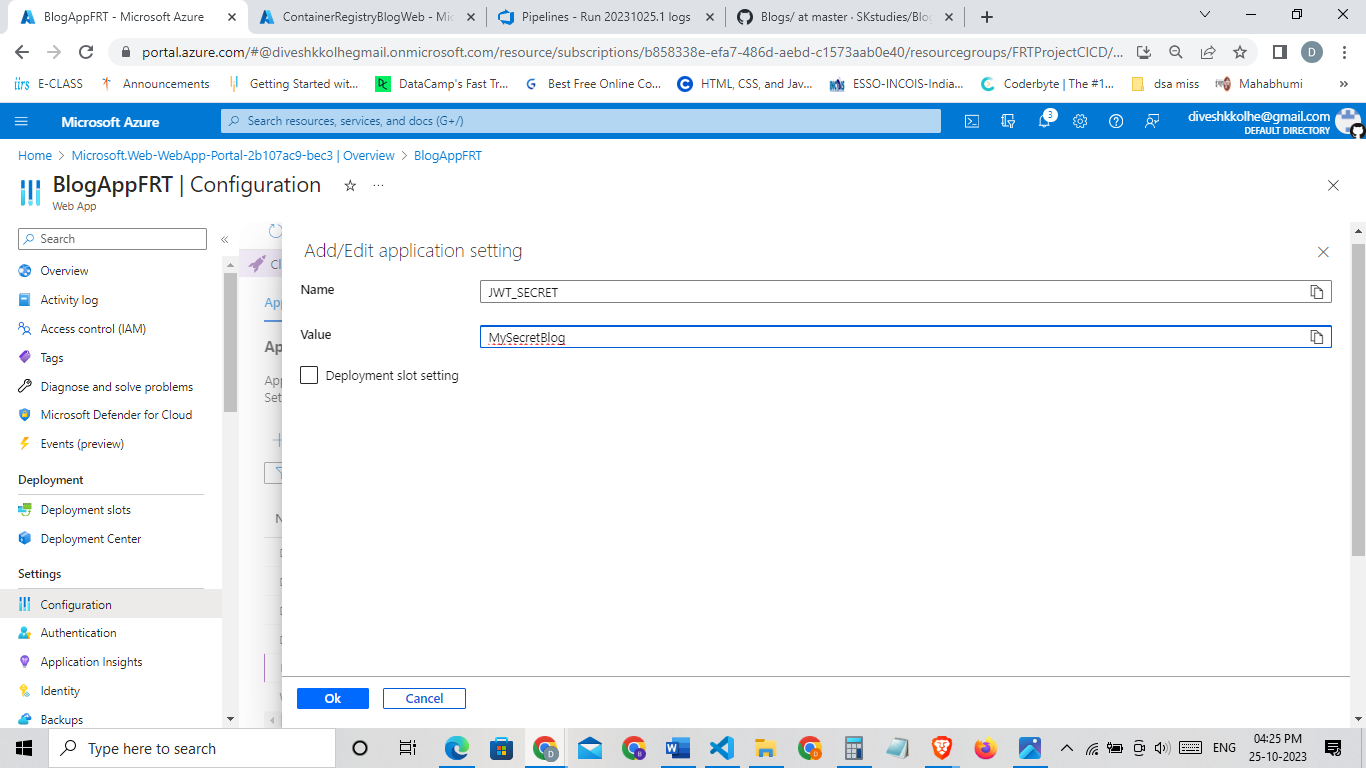 BlogAppFRT - Microsoft Azure
ContainerRegistryBlogWeb - Mic
Pipelines - Run 20231025.1 logs
Blogs/ at master · SKstudies/Blog
portal.azure.com/#@diveshkkolhegmail.onmicrosoft.com/resource/subscriptions/b858338e-efa7-486d-aebd-c1573aab0e40/resourcegroups/FRTProjectCICD/...
D
iirs E-CLASS
Announcements
Getting Started wit...
DataCamp's Fast Tr...
Best Free Online Co...
HTML, CSS, and Jav...
ESSO-INCOIS-India...
Coderbyte | The #1...
dsa miss
Mahabhumi
»
Microsoft Azure
Search resources, services, and docs (G+/)
3
diveshkkolhe@gmail.com
DEFAULT DIRECTORY
Home > Microsoft.Web-WebApp-Portal-2b107ac9-bec3 | Overview > BlogAppFRT
BlogAppFRT | Configuration
Web App
Search
«
Overview
Activity log
Access control (IAM)
Tags
Diagnose and solve problems
Microsoft Defender for Cloud
Events (preview)
Deployment
Deployment slots
Deployment Center
Settings
Configuration
Authentication
Application Insights
Identity
Backups
Add/Edit application setting
Name
JWT_SECRET
Value
MySecretBlog
Deployment slot setting
Ok
Cancel
Type here to search
ENG
04:25 PM
25-10-2023